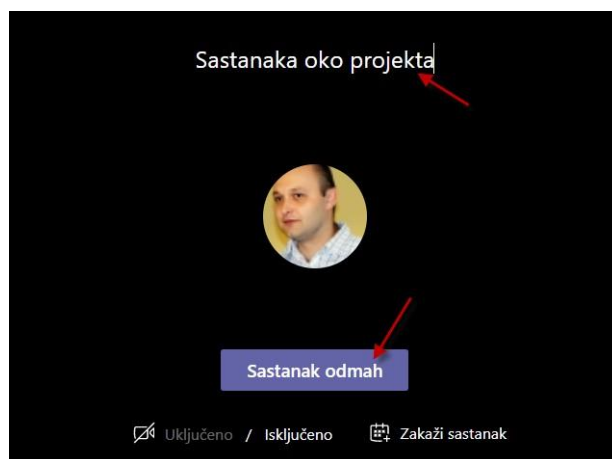 Sastanaka oko projekta
Sastanak odmah
Uključeno / Isključeno Zakaži sastanak